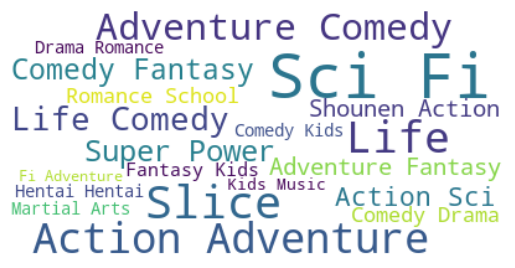 Adventure Comedy
Drama Romance
Sci Fi
Comedy Fantasy
Romance School
Shounen Action
Life Comedy
Comedy Kids
Life
Super Power
Fantasy Kids
Adventure Fantasy
Fi Adventure
Kids Music
Hentai Hentai
Slice
Action Sci
Martial Arts
Comedy Drama
Action Adventure